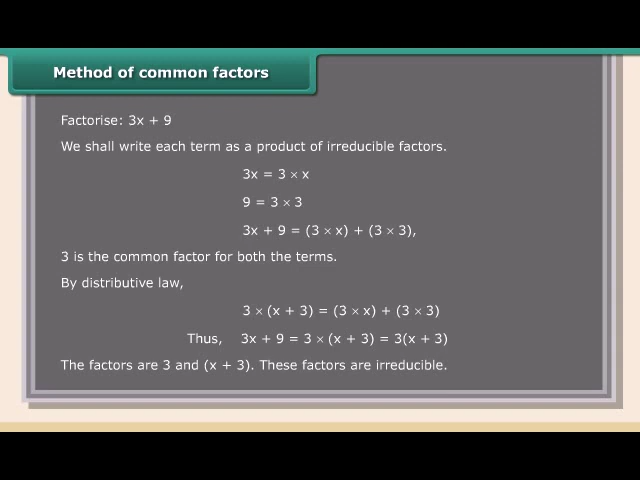 Method of common factors
Factorise: 3x + 9
We shall write each term as a product of irreducible factors.
3x = 3 × x
9 = 3 × 3
3x + 9 = (3 × x) + (3 × 3),
3 is the common factor for both the terms.
By distributive law,
3 × (x + 3) = (3 × x) + (3 × 3)
Thus, 3x + 9 = 3 × (x + 3) = 3(x + 3)
The factors are 3 and (x + 3). These factors are irreducible.